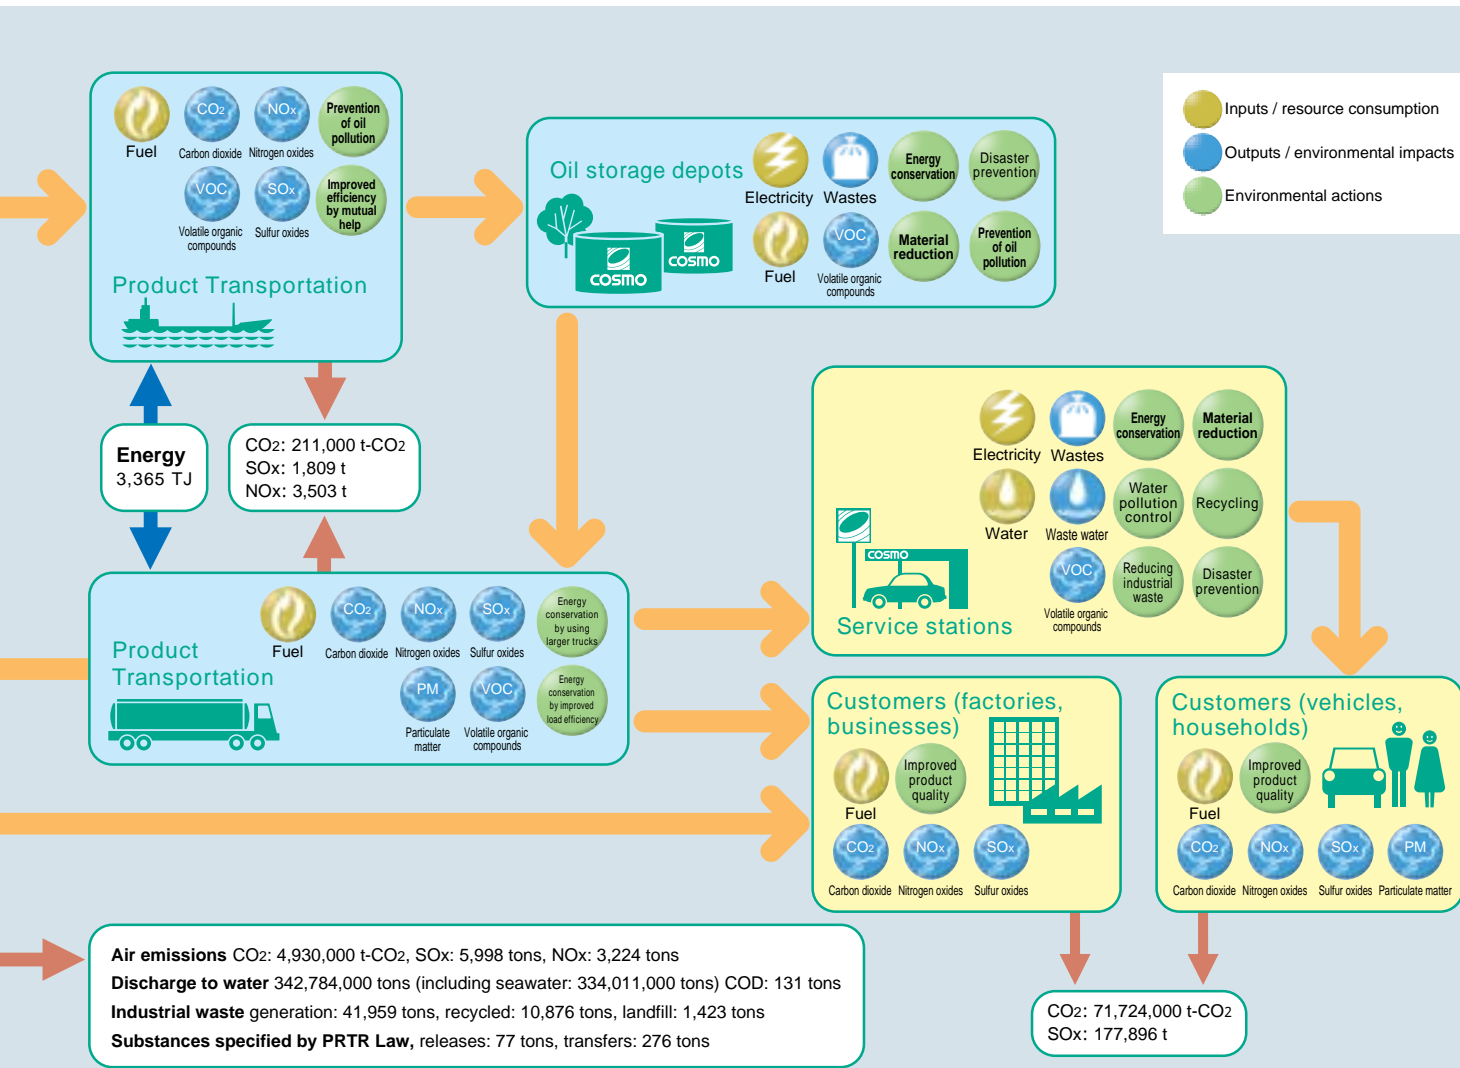 CO2
NOx
Prevention
of oil
pollution
Fuel
Carbon dioxide
Nitrogen oxides
VOC
SOx
Improved
efficiency
by mutual
help
Volatile organic
compounds
Sulfur oxides
Product Transportation
Oil storage depots
Electricity
Wastes
Energy
conservation
Disaster
prevention
COSMO
COSMO
Fuel
VOC
Volatile organic
compounds
Material
reduction
Prevention
of oil
pollution
Inputs / resource consumption
Outputs / environmental impacts
Environmental actions
Energy
3,365 TJ
CO2: 211,000 t-CO2
SOx: 1,809 t
NOx: 3,503 t
Electricity
Wastes
Energy
conservation
Material
reduction
Water
Waste water
Water
pollution
control
Recycling
COSMO
VOC
Volatile organic
compounds
Reducing
industrial
waste
Disaster
prevention
Service stations
Product
Transportation
Fuel
CO2
Carbon dioxide
NOx
Nitrogen oxides
SOx
Sulfur oxides
Energy
conservation
by using
larger trucks
PM
Particulate
matter
VOC
Volatile organic
compounds
Energy
conservation
by improved
load efficiency
Customers (factories,
businesses)
Fuel
Improved
product
quality
CO2
NOx
SOx
Carbon dioxide
Nitrogen oxides
Sulfur oxides
Customers (vehicles,
households)
Fuel
Improved
product
quality
CO2
NOx
SOx
PM
Carbon dioxide
Nitrogen oxides
Sulfur oxides
Particulate matter
Air emissions CO2: 4,930,000 t-CO2, SOx: 5,998 tons, NOx: 3,224 tons
Discharge to water 342,784,000 tons (including seawater: 334,011,000 tons) COD: 131 tons
Industrial waste generation: 41,959 tons, recycled: 10,876 tons, landfill: 1,423 tons
Substances specified by PRTR Law, releases: 77 tons, transfers: 276 tons
CO2: 71,724,000 t-CO2
SOx: 177,896 t